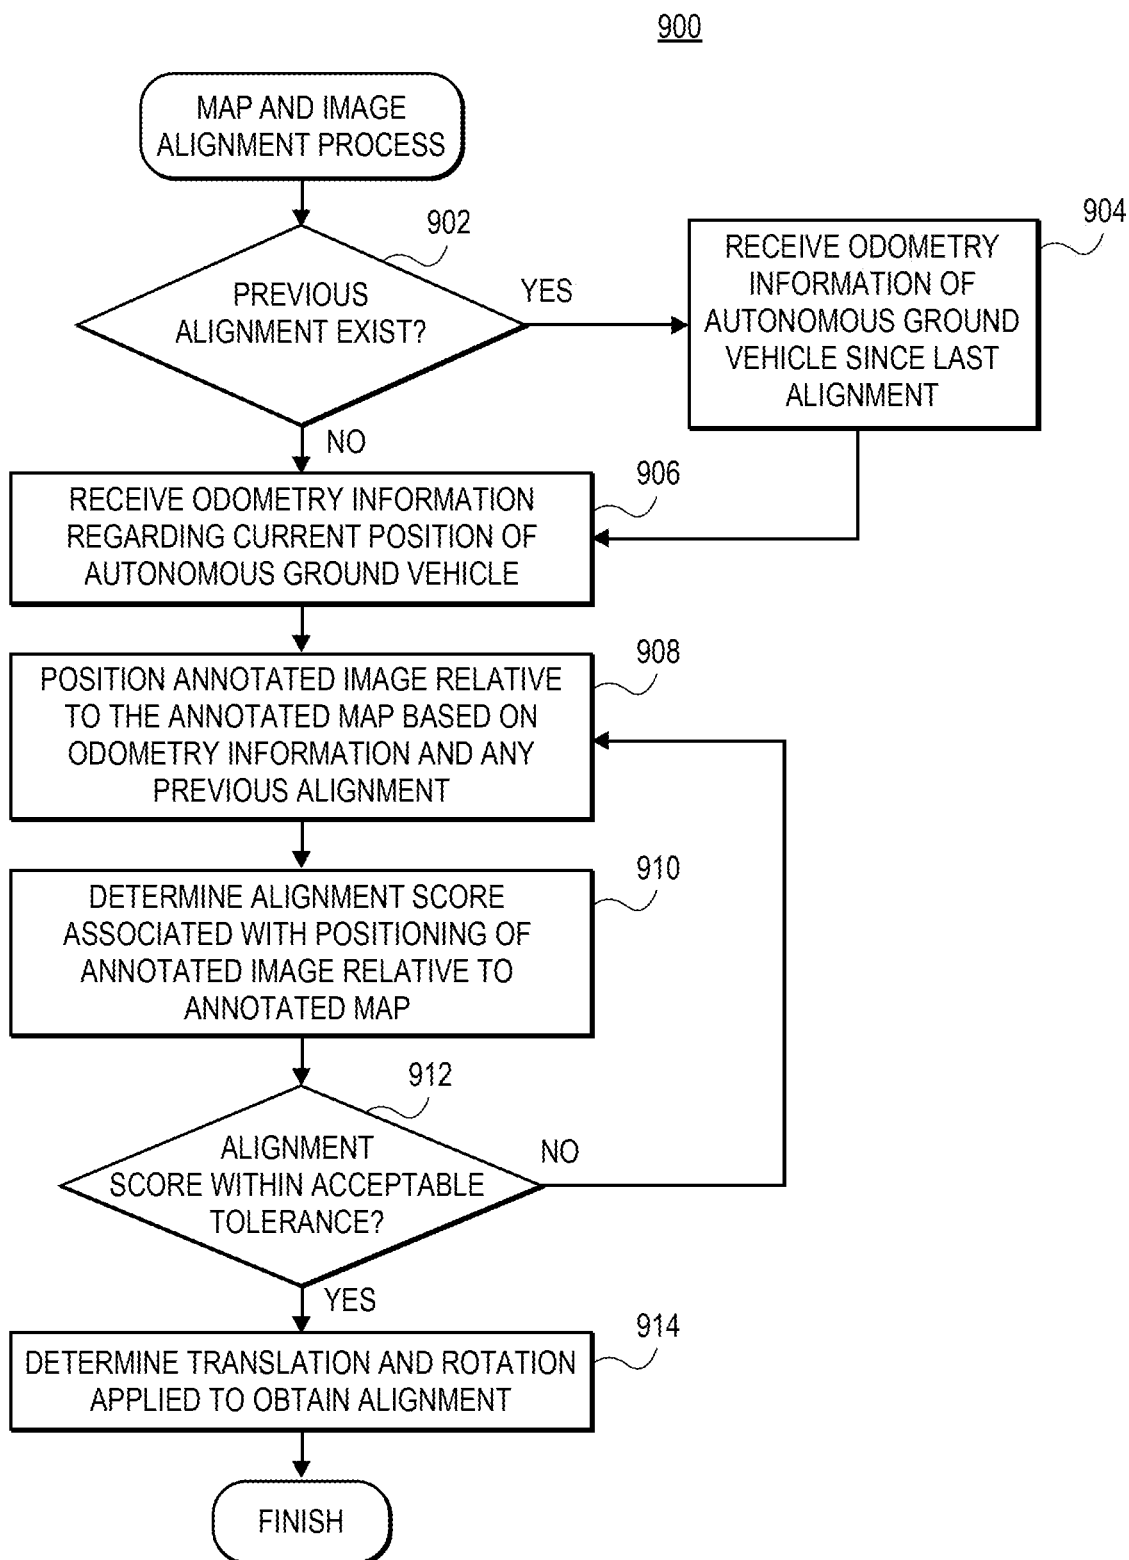 900
MAP AND IMAGE
ALIGNMENT PROCESS
902
PREVIOUS
ALIGNMENT EXIST?
YES
904
RECEIVE ODOMETRY
INFORMATION OF
AUTONOMOUS GROUND
VEHICLE SINCE LAST
ALIGNMENT
NO
906
RECEIVE ODOMETRY INFORMATION
REGARDING CURRENT POSITION OF
AUTONOMOUS GROUND VEHICLE
908
POSITION ANNOTATED IMAGE RELATIVE
TO THE ANNOTATED MAP BASED ON
ODOMETRY INFORMATION AND ANY
PREVIOUS ALIGNMENT
910
DETERMINE ALIGNMENT SCORE
ASSOCIATED WITH POSITIONING OF
ANNOTATED IMAGE RELATIVE TO
ANNOTATED MAP
912
ALIGNMENT
SCORE WITHIN ACCEPTABLE
TOLERANCE?
NO
YES
914
DETERMINE TRANSLATION AND ROTATION
APPLIED TO OBTAIN ALIGNMENT
FINISH